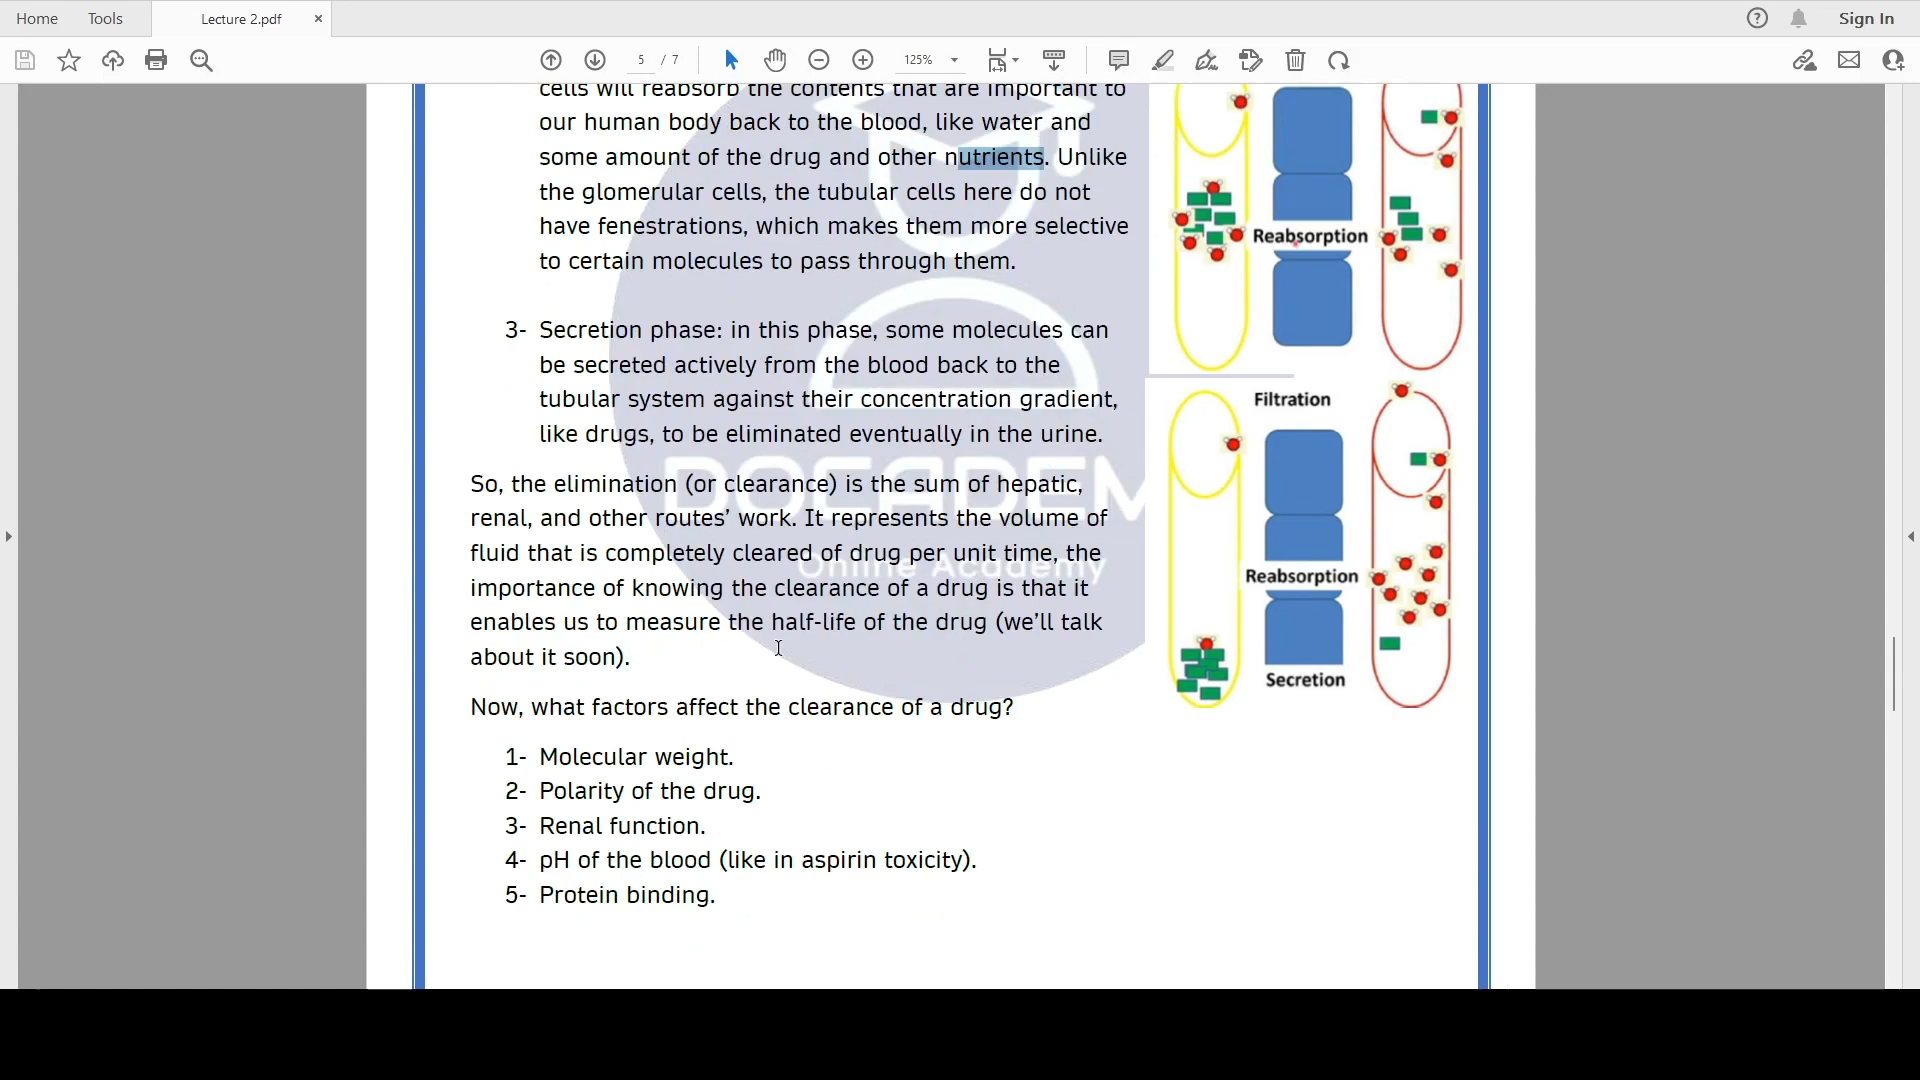 Home
Tools
Lecture 2.pdf
Sign In
5 / 7
125%
cells will reabsorb the contents that are important to
our human body back to the blood, like water and
some amount of the drug and other nutrients. Unlike
the glomerular cells, the tubular cells here do not
have fenestrations, which makes them more selective
to certain molecules to pass through them.
3- Secretion phase: in this phase, some molecules can
be secreted actively from the blood back to the
tubular system against their concentration gradient,
like drugs, to be eliminated eventually in the urine.
So, the elimination (or clearance) is the sum of hepatic,
renal, and other routes’ work. It represents the volume of
fluid that is completely cleared of drug per unit time, the
importance of knowing the clearance of a drug is that it
enables us to measure the half-life of the drug (we’ll talk
about it soon).
Now, what factors affect the clearance of a drug?
1- Molecular weight.
2- Polarity of the drug.
3- Renal function.
4- pH of the blood (like in aspirin toxicity).
5- Protein binding.
Reabsorption
Filtration
Reabsorption
Secretion
DOCADEM
Online Academy